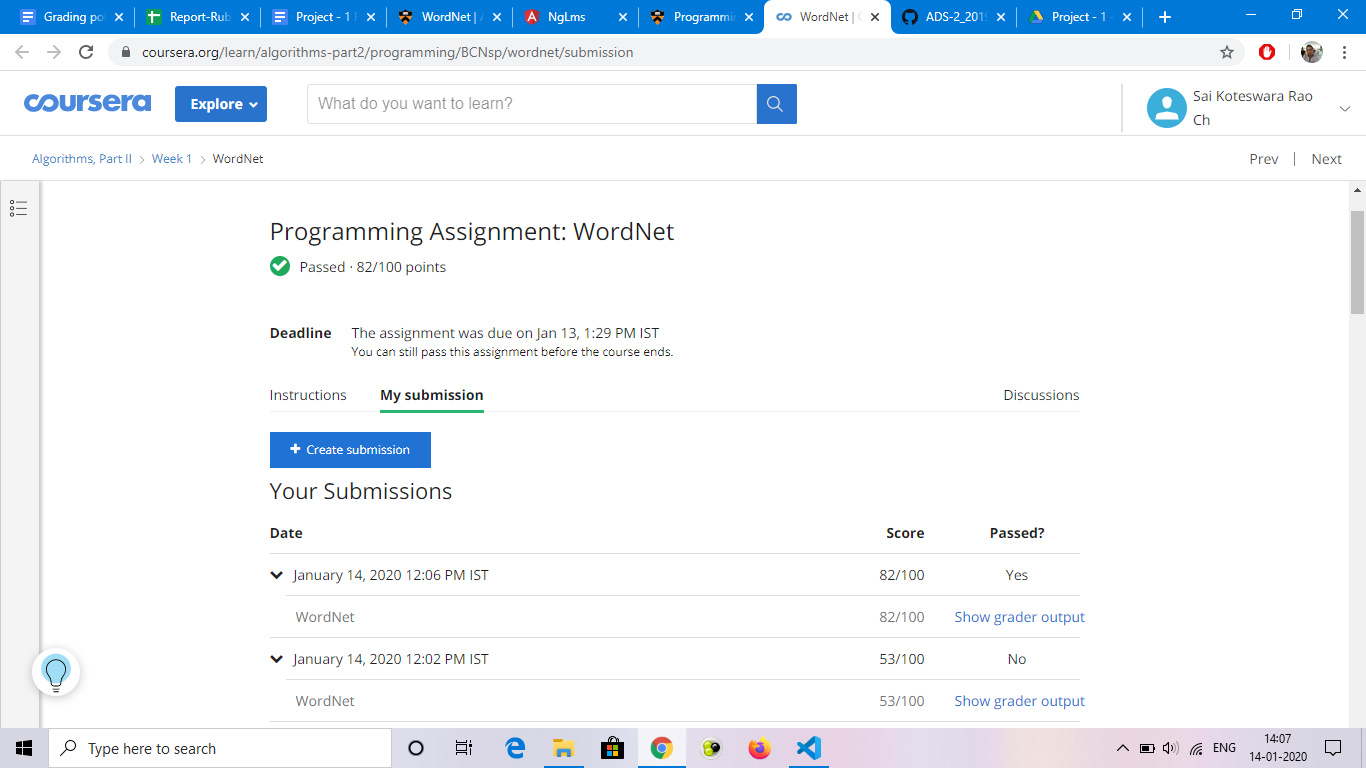 Grading po
Report-Rub
Project - 1 F
WordNet | A
NgLms
Programmin
WordNet | C
ADS-2_2019
Project - 1 -
coursera.org/learn/algorithms-part2/programming/BCNsp/wordnet/submission
coursera
Explore
What do you want to learn?
Sai Koteswara Rao
Ch
Algorithms, Part II > Week 1 > WordNet
Prev | Next
Programming Assignment: WordNet
Passed · 82/100 points
Deadline The assignment was due on Jan 13, 1:29 PM IST
You can still pass this assignment before the course ends.
Instructions My submission Discussions
+ Create submission
Your Submissions
Date Score Passed?
January 14, 2020 12:06 PM IST 82/100 Yes
WordNet 82/100 Show grader output
January 14, 2020 12:02 PM IST 53/100 No
WordNet 53/100 Show grader output
Type here to search
ENG
14:07
14-01-2020